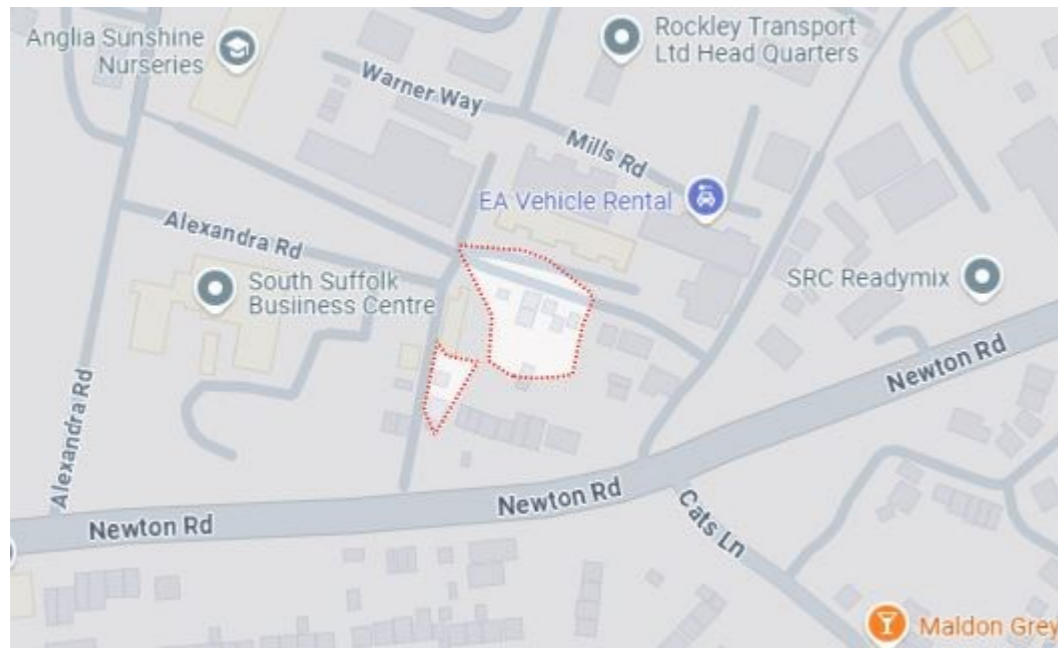 Anglia Sunshine
Nurseries
Rockley Transport
Ltd Head Quarters
Warner Way
Mills Rd
EA Vehicle Rental
Alexandra Rd
South Suffolk
Busiiness Centre
SRC Readymix
Newton Rd
Alexandra Rd
Newton Rd
Newton Rd
Cats Ln
Maldon Grey